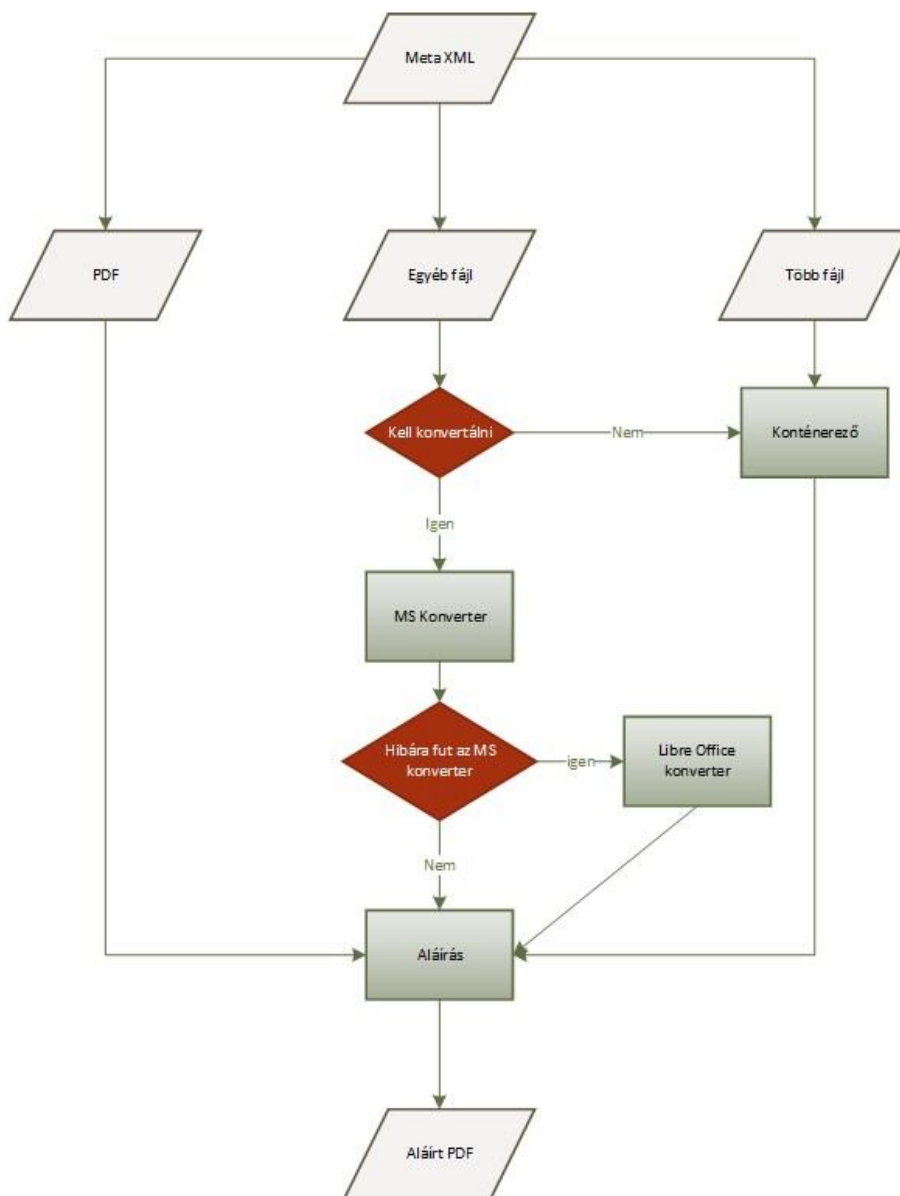 Meta XML
PDF
Egyéb fájl
Több fájl
Kell konvertálni
Nem
Konténerező
Igen
MS Konverter
Hibára fut az MS
konverter
igen
Libre Office
konverter
Nem
Aláírás
Aláírt PDF